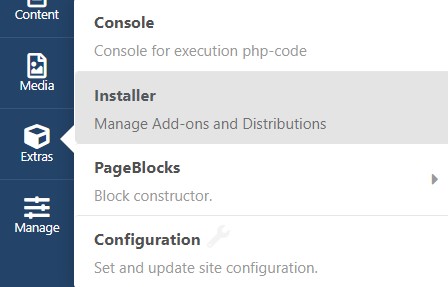 Content
Media
Extras
Manage
Console
Console for execution php-code
Installer
Manage Add-ons and Distributions
PageBlocks
Block constructor.
Configuration
Set and update site configuration.